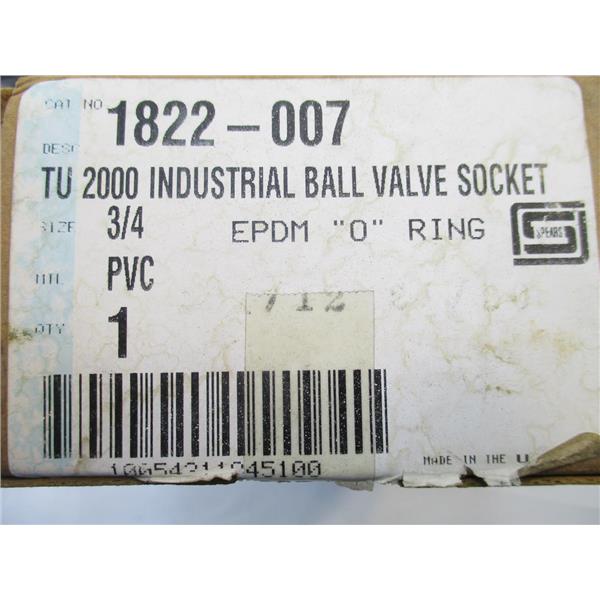 CAT NO 1822-007
DESC
TU 2000 INDUSTRIAL BALL VALVE SOCKET
SIZE 3/4 EPDM "O" RING
SPEARS
MTL PVC
712
QTY 1
MADE IN THE U